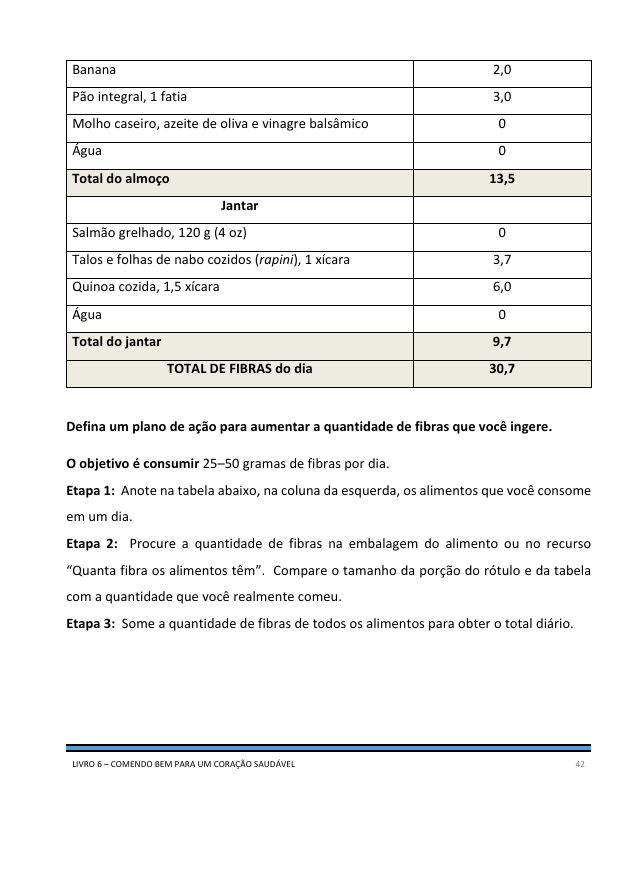 Banana 2,0
Pão integral, 1 fatia 3,0
Molho caseiro, azeite de oliva e vinagre balsâmico 0
Água 0
Total do almoço 13,5
Jantar
Salmão grelhado, 120 g (4 oz) 0
Talos e folhas de nabo cozidos (rapini), 1 xícara 3,7
Quinoa cozida, 1,5 xícara 6,0
Água 0
Total do jantar 9,7
TOTAL DE FIBRAS do dia 30,7
Defina um plano de ação para aumentar a quantidade de fibras que você ingere.
O objetivo é consumir 25–50 gramas de fibras por dia.
Etapa 1: Anote na tabela abaixo, na coluna da esquerda, os alimentos que você consome
em um dia.
Etapa 2: Procure a quantidade de fibras na embalagem do alimento ou no recurso
“Quanta fibra os alimentos têm”. Compare o tamanho da porção do rótulo e da tabela
com a quantidade que você realmente comeu.
Etapa 3: Some a quantidade de fibras de todos os alimentos para obter o total diário.
LIVRO 6 – COMENDO BEM PARA UM CORAÇÃO SAUDÁVEL 42